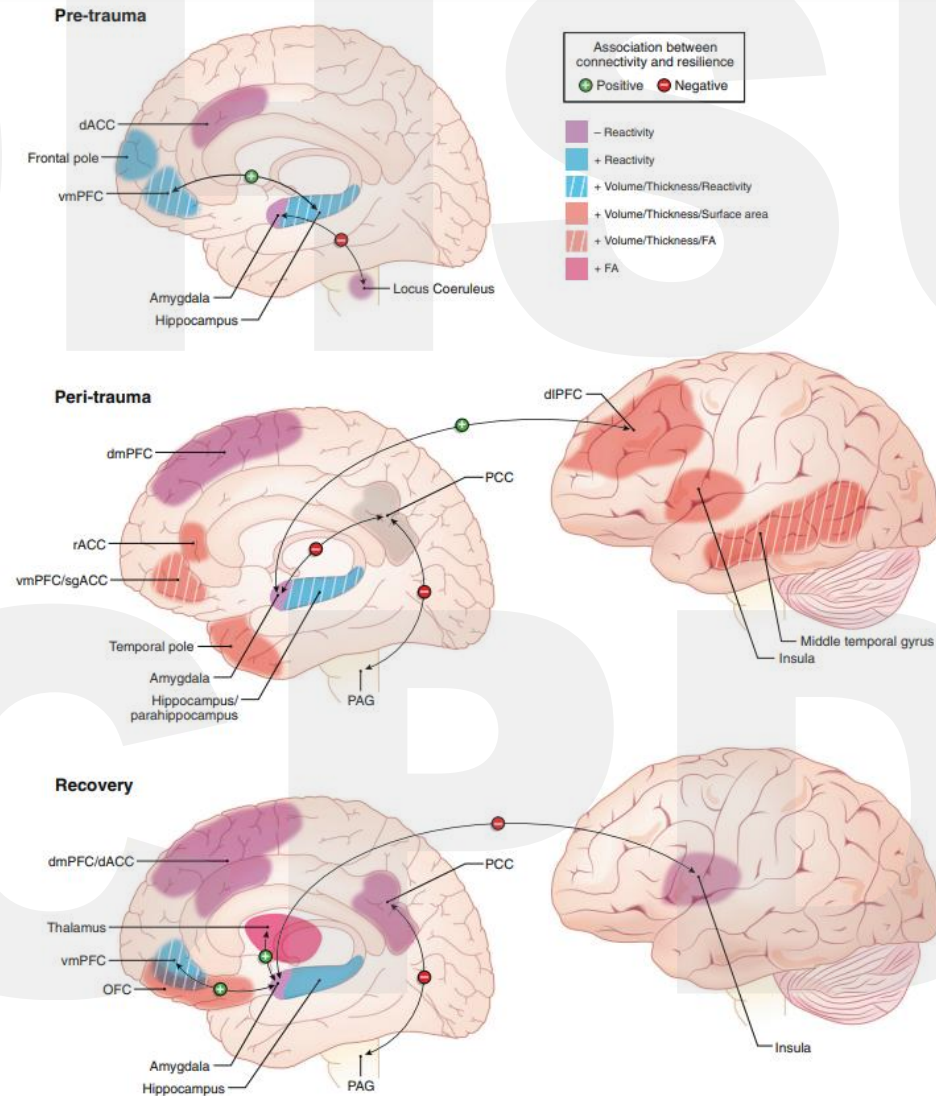 Pre-trauma
Association between
connectivity and resilience
+ Positive − Negative
− Reactivity
+ Reactivity
+ Volume/Thickness/Reactivity
+ Volume/Thickness/Surface area
+ Volume/Thickness/FA
+ FA
dACC
Frontal pole
vmPFC
+
−
Amygdala
Hippocampus
Locus Coeruleus
Peri-trauma
dlPFC
+
dmPFC
PCC
rACC
−
vmPFC/sgACC
−
Temporal pole
Amygdala
Hippocampus/
parahippocampus
PAG
Middle temporal gyrus
Insula
Recovery
−
dmPFC/dACC
PCC
Thalamus
+
vmPFC
OFC
+
−
Amygdala
Hippocampus
PAG
Insula